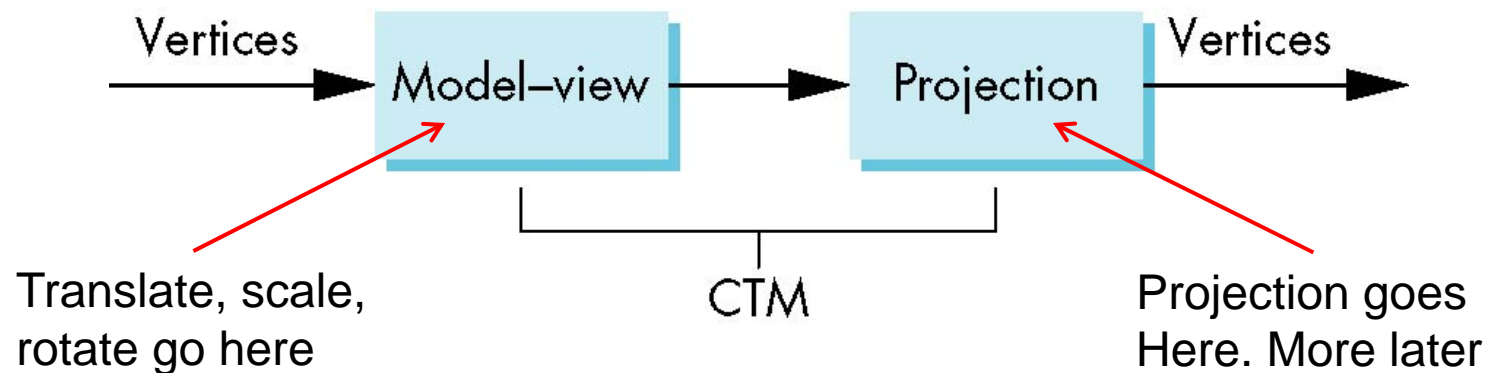 Vertices
Vertices
Model–view
Projection
CTM
Translate, scale,
rotate go here
Projection goes
Here. More later